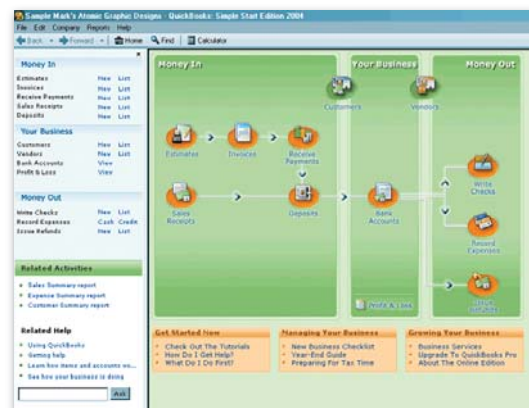 Sample Mark's Atomic Graphic Designs - QuickBooks: Simple Start Edition 2004
File Edit Company Reports Help
Back Forward Home Find Calculator
Money In
Estimates New List
Invoices New List
Receive Payments New List
Sales Receipts New List
Deposits New List
Your Business
Customers New List
Vendors New List
Bank Accounts View
Profit & Loss View
Money Out
Write Checks New List
Record Expenses Cash Credit
Issue Refunds New List
Related Activities
Sales Summary report
Expense Summary report
Customer Summary report
Related Help
Using QuickBooks
Getting help
Learn how items and accounts wo...
See how your business is doing
Ask
Money In
Your Business
Money Out
Customers
Vendors
Estimates
Invoices
Receive
Payments
Write
Checks
Sales
Receipts
Deposits
Bank
Accounts
Record
Expenses
Profit & Loss
Issue
Refunds
Get Started Now
Check Out The Tutorials
How Do I Get Help?
What Do I Do First?
Managing Your Business
New Business Checklist
Year-End Guide
Preparing For Tax Time
Growing Your Business
Business Services
Upgrade To QuickBooks Pro
About The Online Edition